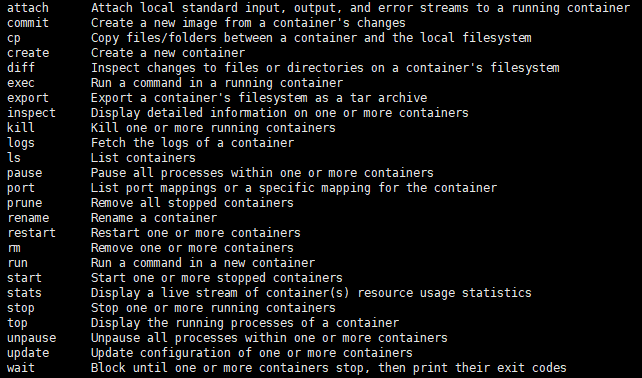 attach      Attach local standard input, output, and error streams to a running container
commit      Create a new image from a container's changes
cp          Copy files/folders between a container and the local filesystem
create      Create a new container
diff        Inspect changes to files or directories on a container's filesystem
exec        Run a command in a running container
export      Export a container's filesystem as a tar archive
inspect     Display detailed information on one or more containers
kill        Kill one or more running containers
logs        Fetch the logs of a container
ls          List containers
pause       Pause all processes within one or more containers
port        List port mappings or a specific mapping for the container
prune       Remove all stopped containers
rename      Rename a container
restart     Restart one or more containers
rm          Remove one or more containers
run         Run a command in a new container
start       Start one or more stopped containers
stats       Display a live stream of container(s) resource usage statistics
stop        Stop one or more running containers
top         Display the running processes of a container
unpause     Unpause all processes within one or more containers
update      Update configuration of one or more containers
wait        Block until one or more containers stop, then print their exit codes